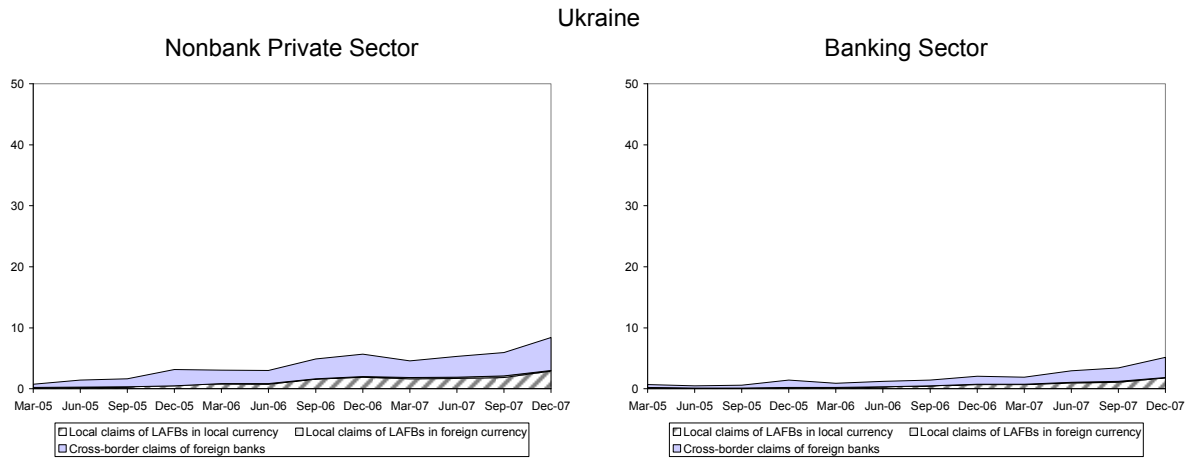 Ukraine
Nonbank Private Sector
50
40
30
20
10
0
Mar-05 Jun-05 Sep-05 Dec-05 Mar-06 Jun-06 Sep-06 Dec-06 Mar-07 Jun-07 Sep-07 Dec-07
Local claims of LAFBs in local currency Local claims of LAFBs in foreign currency
Cross-border claims of foreign banks
Banking Sector
50
40
30
20
10
0
Mar-05 Jun-05 Sep-05 Dec-05 Mar-06 Jun-06 Sep-06 Dec-06 Mar-07 Jun-07 Sep-07 Dec-07
Local claims of LAFBs in local currency Local claims of LAFBs in foreign currency
Cross-border claims of foreign banks